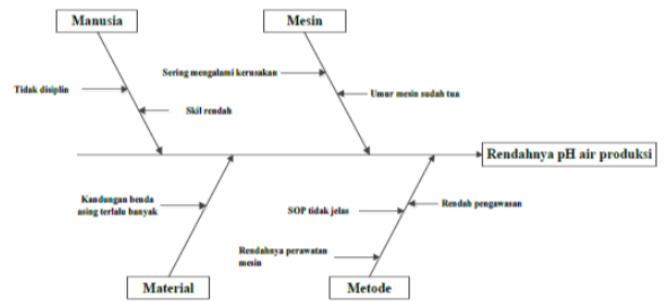 Manusia
Mesin
Sering mengalami kerusakan
Tidak disiplin
Umur mesin sudah tua
Skil rendah
Rendahnya pH air produksi
Kandungan benda
asing terlalu banyak
SOP tidak jelas
Rendah pengawasan
Rendahnya perawatan
mesin
Material
Metode